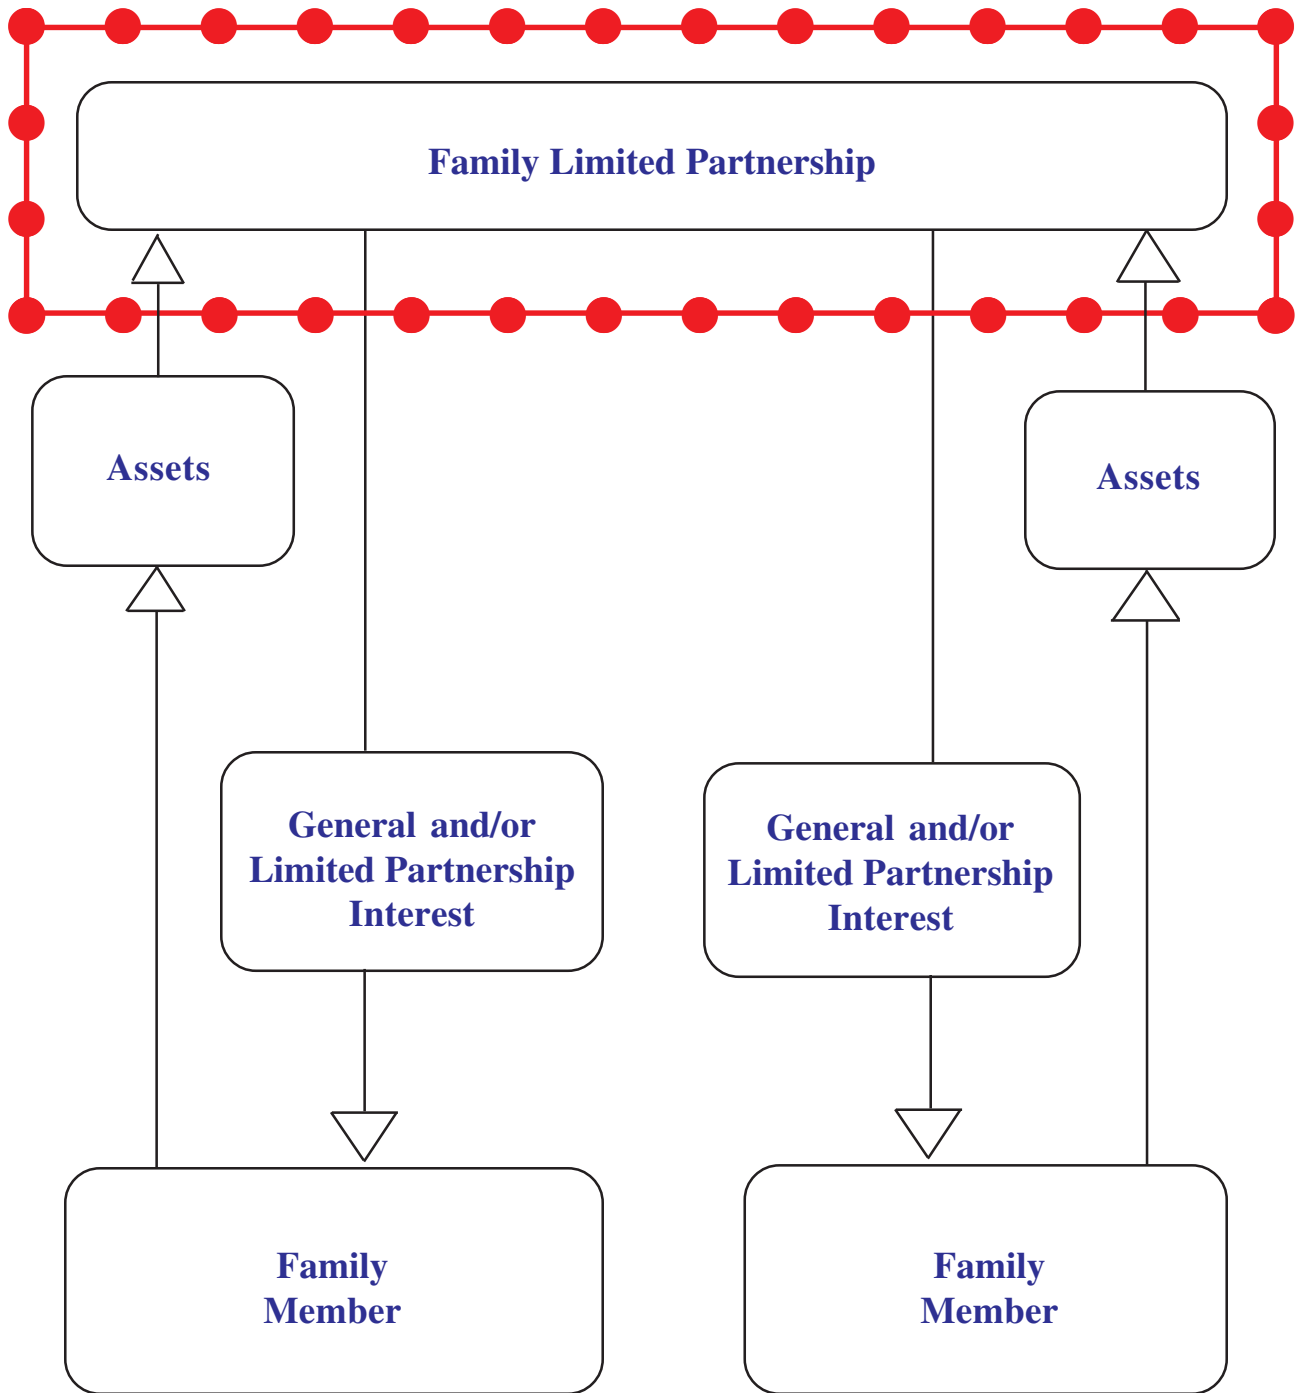 Family Limited Partnership
Assets
Assets
General and/or
Limited Partnership
Interest
General and/or
Limited Partnership
Interest
Family
Member
Family
Member